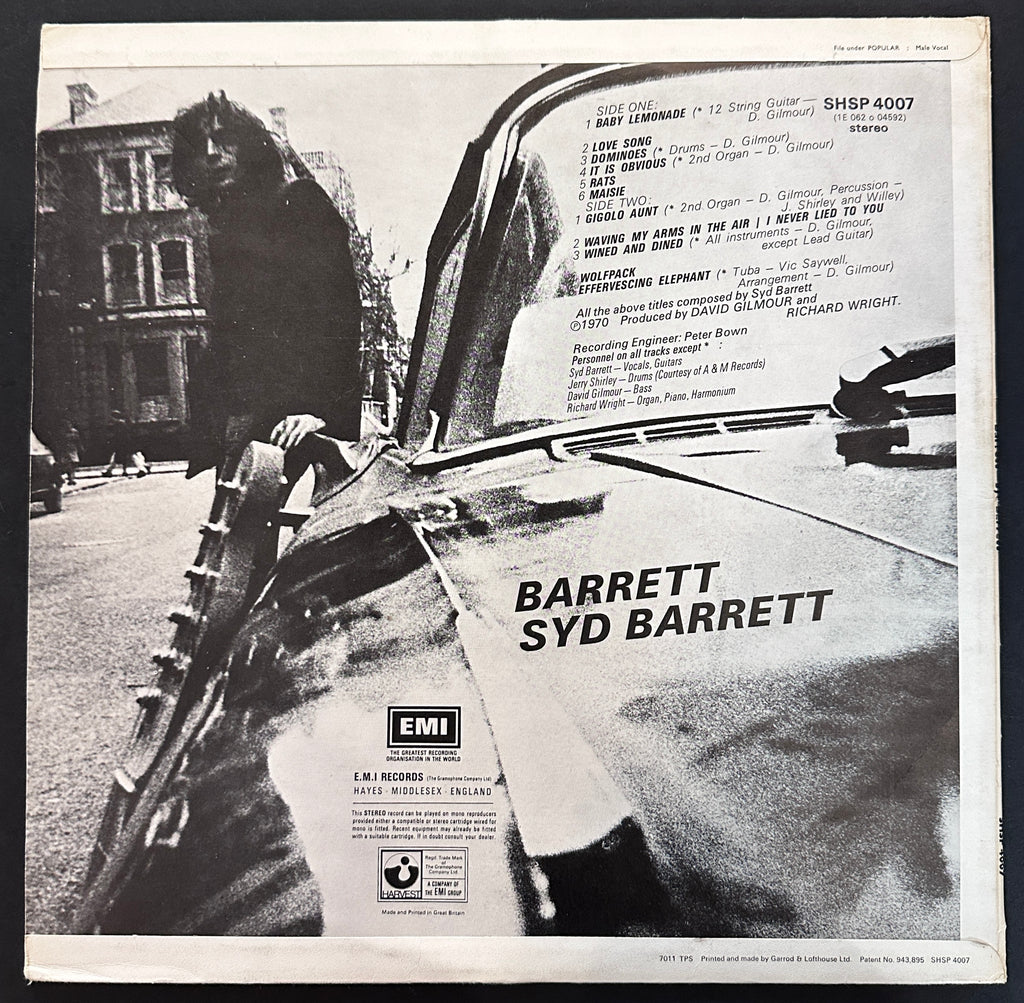 File under POPULAR : Male Vocal
SHSP 4007
(1E 062 o 04592)
stereo
SIDE ONE:
1 BABY LEMONADE (* 12 String Guitar –
D. Gilmour)
2 LOVE SONG
3 DOMINOES (* Drums – D. Gilmour)
4 IT IS OBVIOUS (* 2nd Organ – D. Gilmour)
5 RATS
6 MAISIE
SIDE TWO:
1 GIGOLO AUNT (* 2nd Organ – D. Gilmour, Percussion –
J. Shirley and Willey)
2 WAVING MY ARMS IN THE AIR | I NEVER LIED TO YOU
3 WINED AND DINED (* All instruments – D. Gilmour,
except Lead Guitar)
WOLFPACK
EFFERVESCING ELEPHANT (* Tuba – Vic Saywell,
Arrangement – D. Gilmour)
All the above titles composed by Syd Barrett
Ⓟ1970 Produced by DAVID GILMOUR and
RICHARD WRIGHT.
Recording Engineer: Peter Bown
Personnel on all tracks except * :
Syd Barrett – Vocals, Guitars
Jerry Shirley – Drums (Courtesy of A & M Records)
David Gilmour – Bass
Richard Wright – Organ, Piano, Harmonium
BARRETT
SYD BARRETT
EMI
THE GREATEST RECORDING
ORGANISATION IN THE WORLD
E.M.I RECORDS (The Gramophone Company Ltd)
HAYES · MIDDLESEX · ENGLAND
This STEREO record can be played on mono reproducers
provided either a compatible or stereo cartridge wired for
mono is fitted. Recent equipment may already be fitted
with a suitable cartridge. If in doubt consult your dealer.
HARVEST
Regd. Trade Mark
of
The Gramophone
Company Ltd.
A COMPANY OF
THE EMI GROUP
Made and Printed in Great Britain
7011 TPS Printed and made by Garrod & Lofthouse Ltd. Patent No. 943,895 SHSP 4007